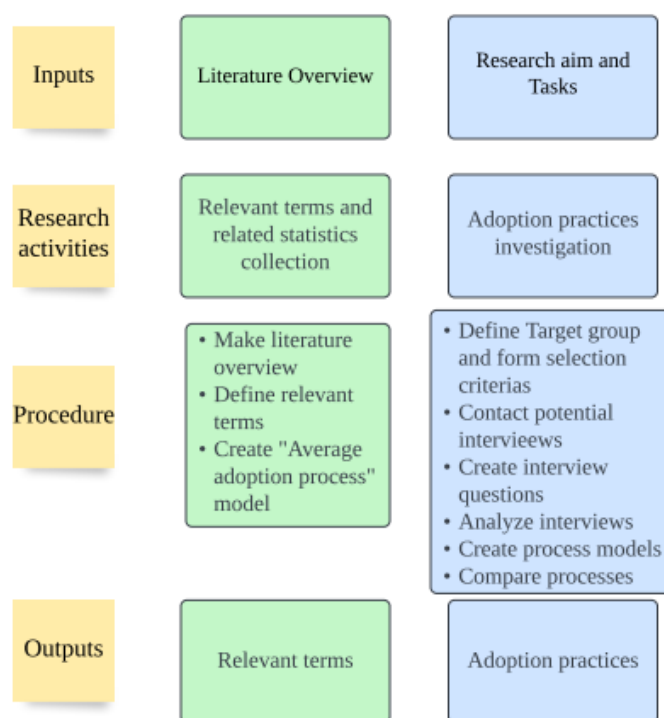 Inputs
Literature Overview
Research aim and
Tasks
Research
activities
Relevant terms and
related statistics
collection
Adoption practices
investigation
Procedure
• Make literature
overview
• Define relevant
terms
• Create "Average
adoption process"
model
• Define Target group
and form selection
criterias
• Contact potential
intervieews
• Create interview
questions
• Analyze interviews
• Create process models
• Compare processes
Outputs
Relevant terms
Adoption practices